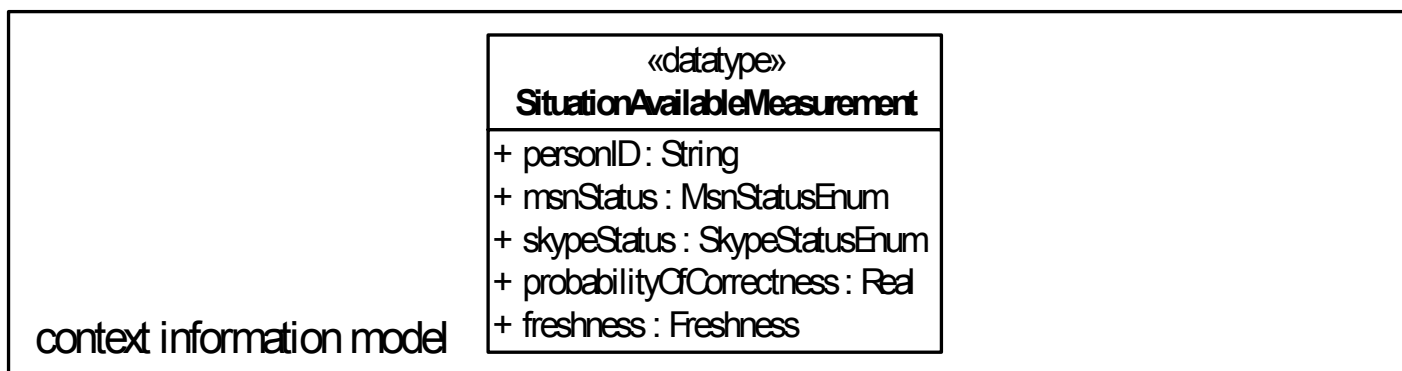 «datatype»
SituationAvailableMeasurement
+ personID : String
+ msnStatus : MsnStatusEnum
+ skypeStatus : SkypeStatusEnum
+ probabilityOfCorrectness : Real
+ freshness : Freshness
context information model